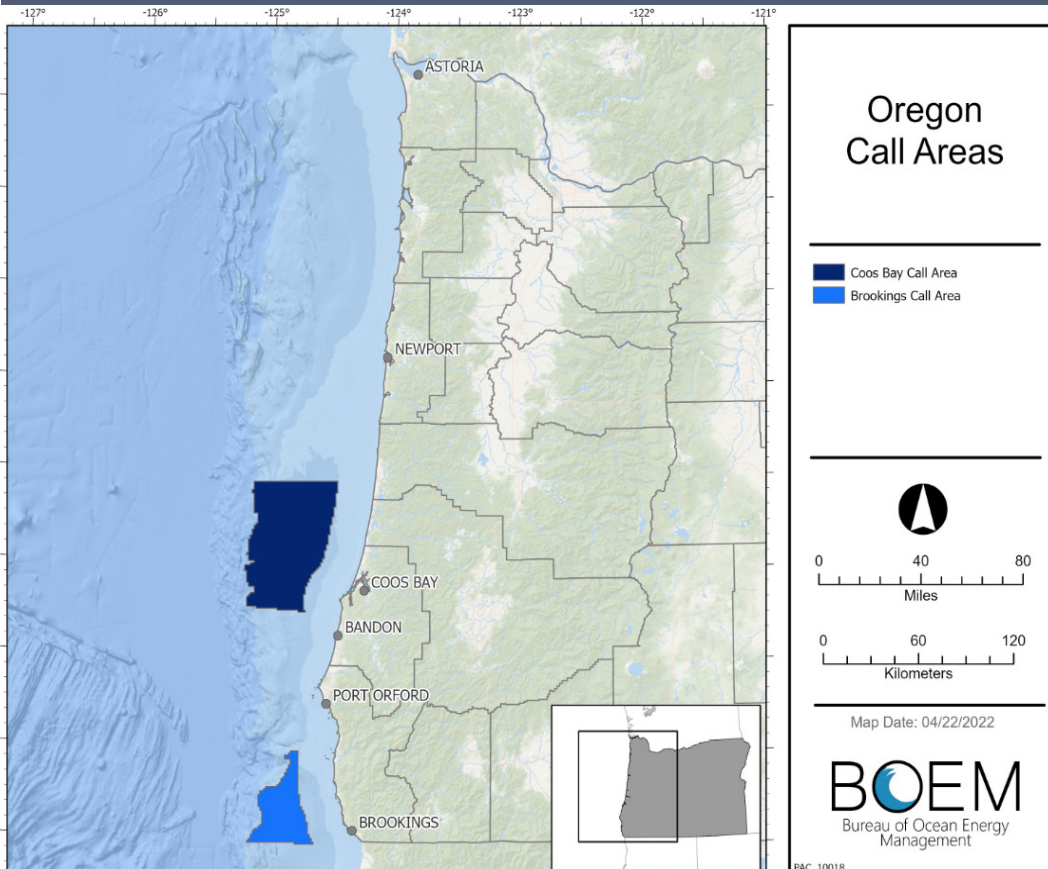 -127°
-126°
-125°
-124°
-123°
-122°
-121°
ASTORIA
NEWPORT
COOS BAY
BANDON
PORT ORFORD
BROOKINGS
Oregon
Call Areas
Coos Bay Call Area
Brookings Call Area
0 40 80
Miles
0 60 120
Kilometers
Map Date: 04/22/2022
BOEM
Bureau of Ocean Energy
Management
PAC_10018